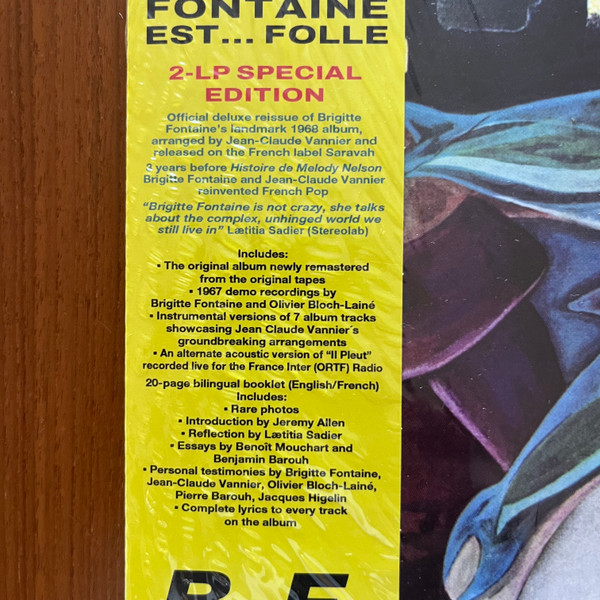 FONTAINE
EST... FOLLE
2-LP SPECIAL
EDITION
Official deluxe reissue of Brigitte
Fontaine's landmark 1968 album,
arranged by Jean-Claude Vannier and
released on the French label Saravah
3 years before Histoire de Melody Nelson
Brigitte Fontaine and Jean-Claude Vannier
reinvented French Pop
“Brigitte Fontaine is not crazy, she talks
about the complex, unhinged world we
still live in” Lætitia Sadier (Stereolab)
Includes:
• The original album newly remastered
from the original tapes
• 1967 demo recordings by
Brigitte Fontaine and Olivier Bloch-Lainé
• Instrumental versions of 7 album tracks
showcasing Jean Claude Vannier´s
groundbreaking arrangements
• An alternate acoustic version of “Il Pleut”
recorded live for the France Inter (ORTF) Radio
20-page bilingual booklet (English/French)
Includes:
• Rare photos
• Introduction by Jeremy Allen
• Reflection by Lætitia Sadier
• Essays by Benoît Mouchart and
Benjamin Barouh
• Personal testimonies by Brigitte Fontaine,
Jean-Claude Vannier, Olivier Bloch-Lainé,
Pierre Barouh, Jacques Higelin
• Complete lyrics to every track
on the album